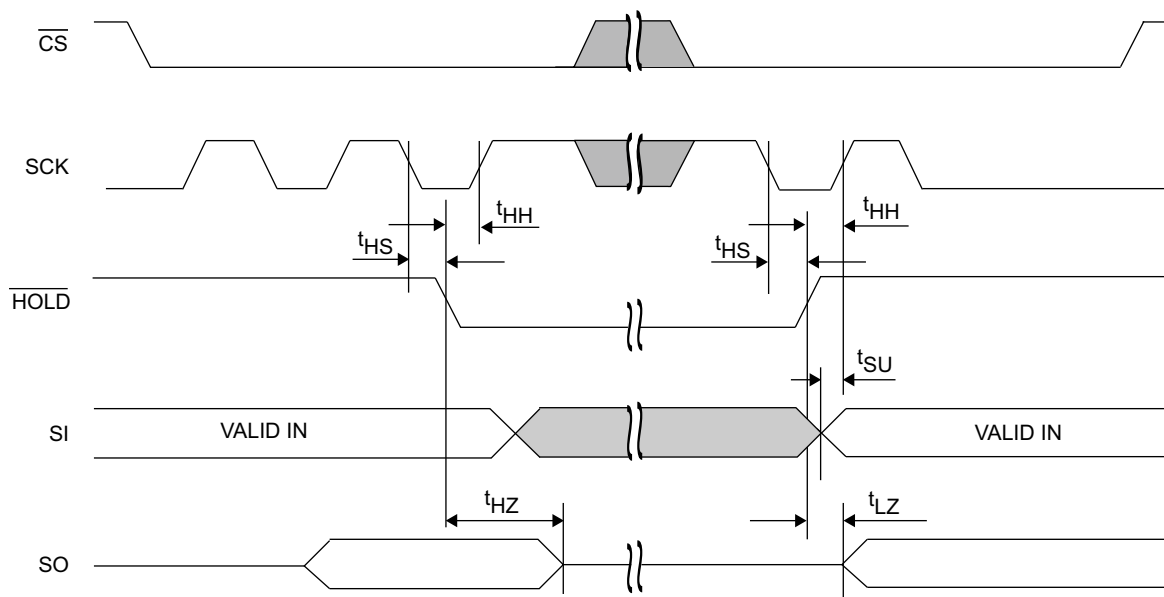 CS
SCK
tHH
tHH
tHS
tHS
HOLD
tSU
SI
VALID IN
VALID IN
tHZ
tLZ
SO